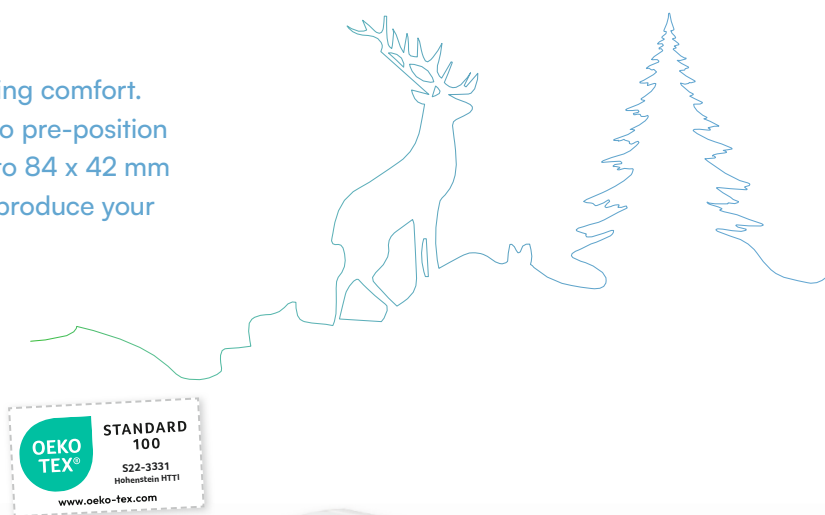 ing comfort.
o pre-position
to 84 x 42 mm
produce your
OEKO
TEX®
STANDARD
100
S22-3331
Hohenstein HTTI
www.oeko-tex.com